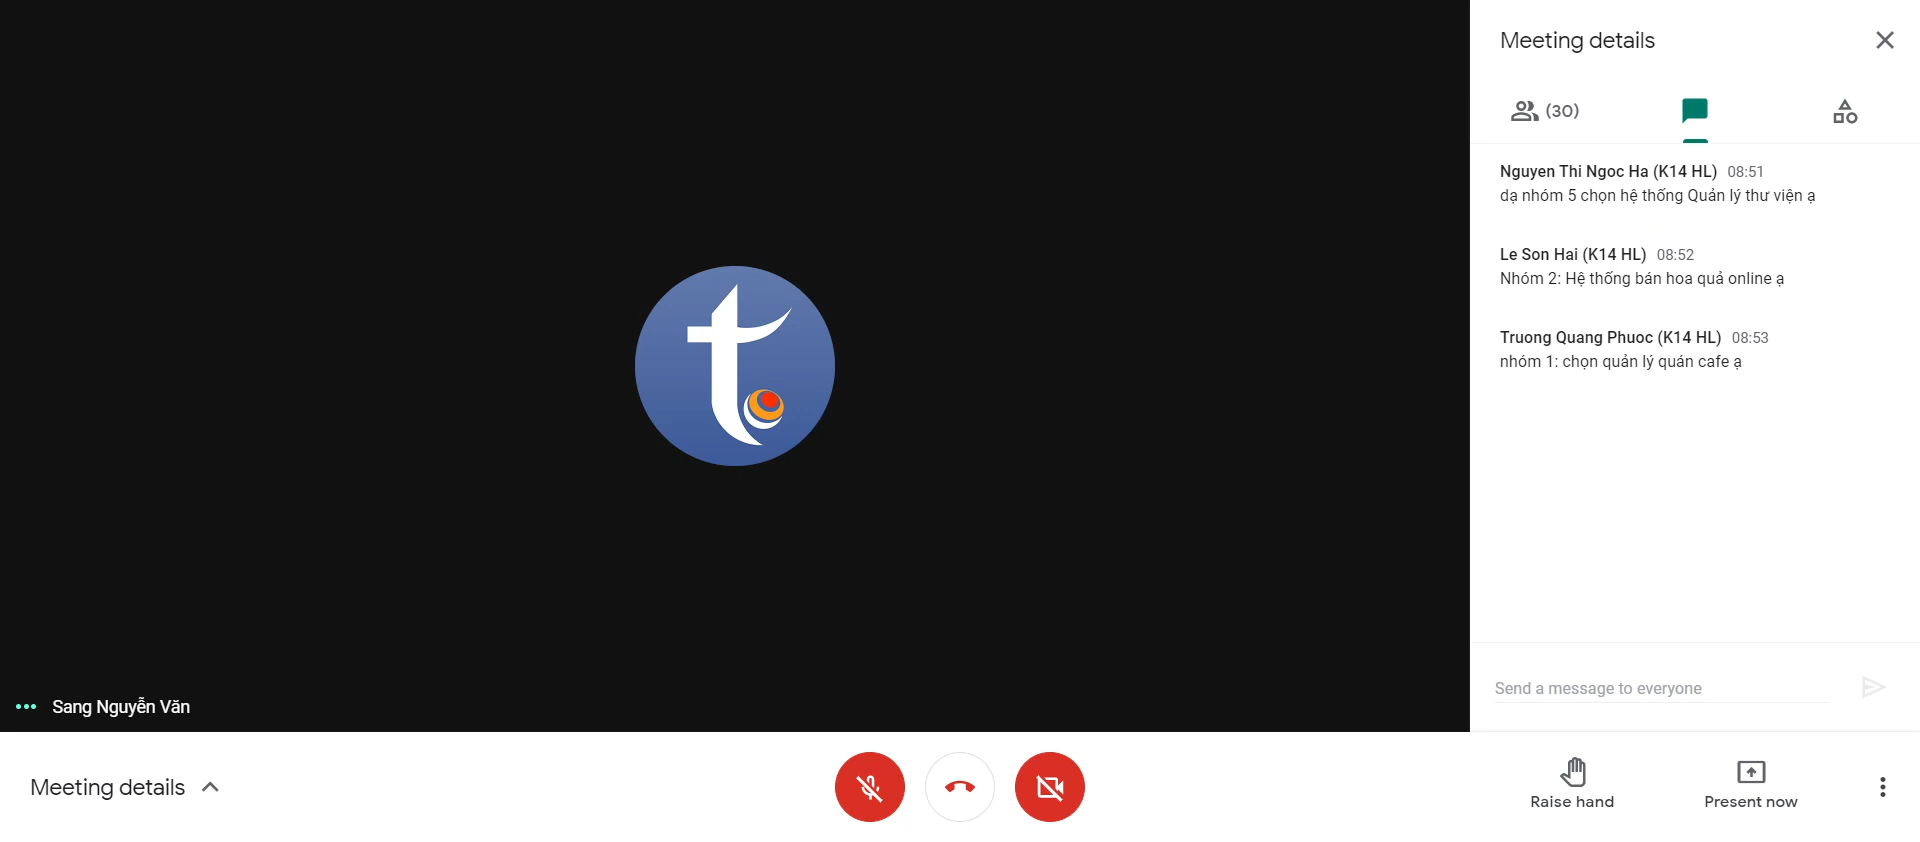 Meeting details
(30)
Nguyen Thi Ngoc Ha (K14 HL) 08:51
dạ nhóm 5 chọn hệ thống Quản lý thư viện ạ
Le Son Hai (K14 HL) 08:52
Nhóm 2: Hệ thống bán hoa quả online ạ
Truong Quang Phuoc (K14 HL) 08:53
nhóm 1: chọn quản lý quán cafe ạ
Send a message to everyone
Sang Nguyễn Văn
Meeting details
Raise hand
Present now